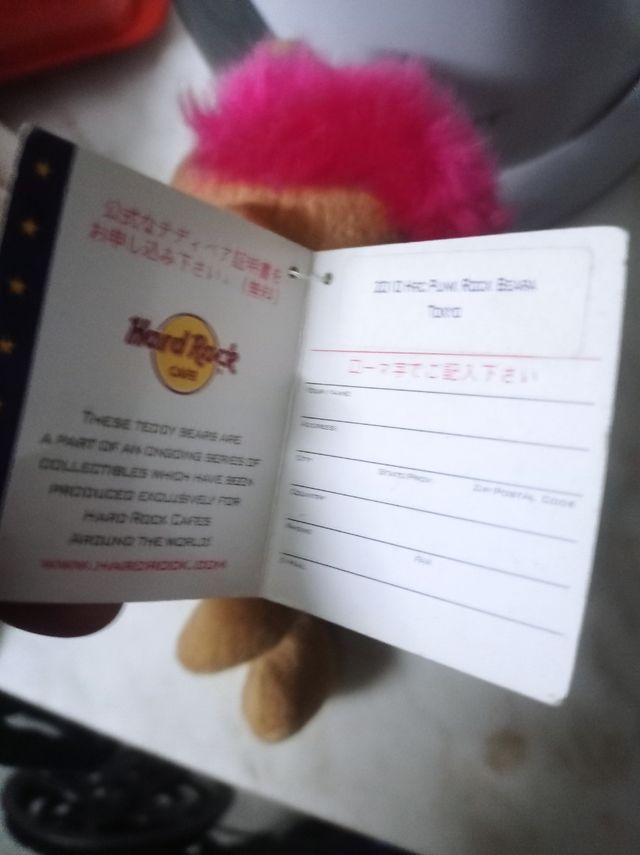 公式なテディベア証明書を
お申し込み下さい。(無料)
Hard Rock
CAFE
THESE TEDDY BEARS ARE
A PART OF AN ONGOING SERIES OF
COLLECTIBLES WHICH HAVE BEEN
PRODUCED EXCLUSIVELY FOR
HARD ROCK CAFES
AROUND THE WORLD!
WWW.HARDROCK.COM
PUNK ROCK BEARA
TOKYO
ローマ字でご記入下さい
ADDRESS:
CITY: STATE/PROV: ZIP/POSTAL CODE
COUNTRY:
PHONE: FAX:
E-MAIL: